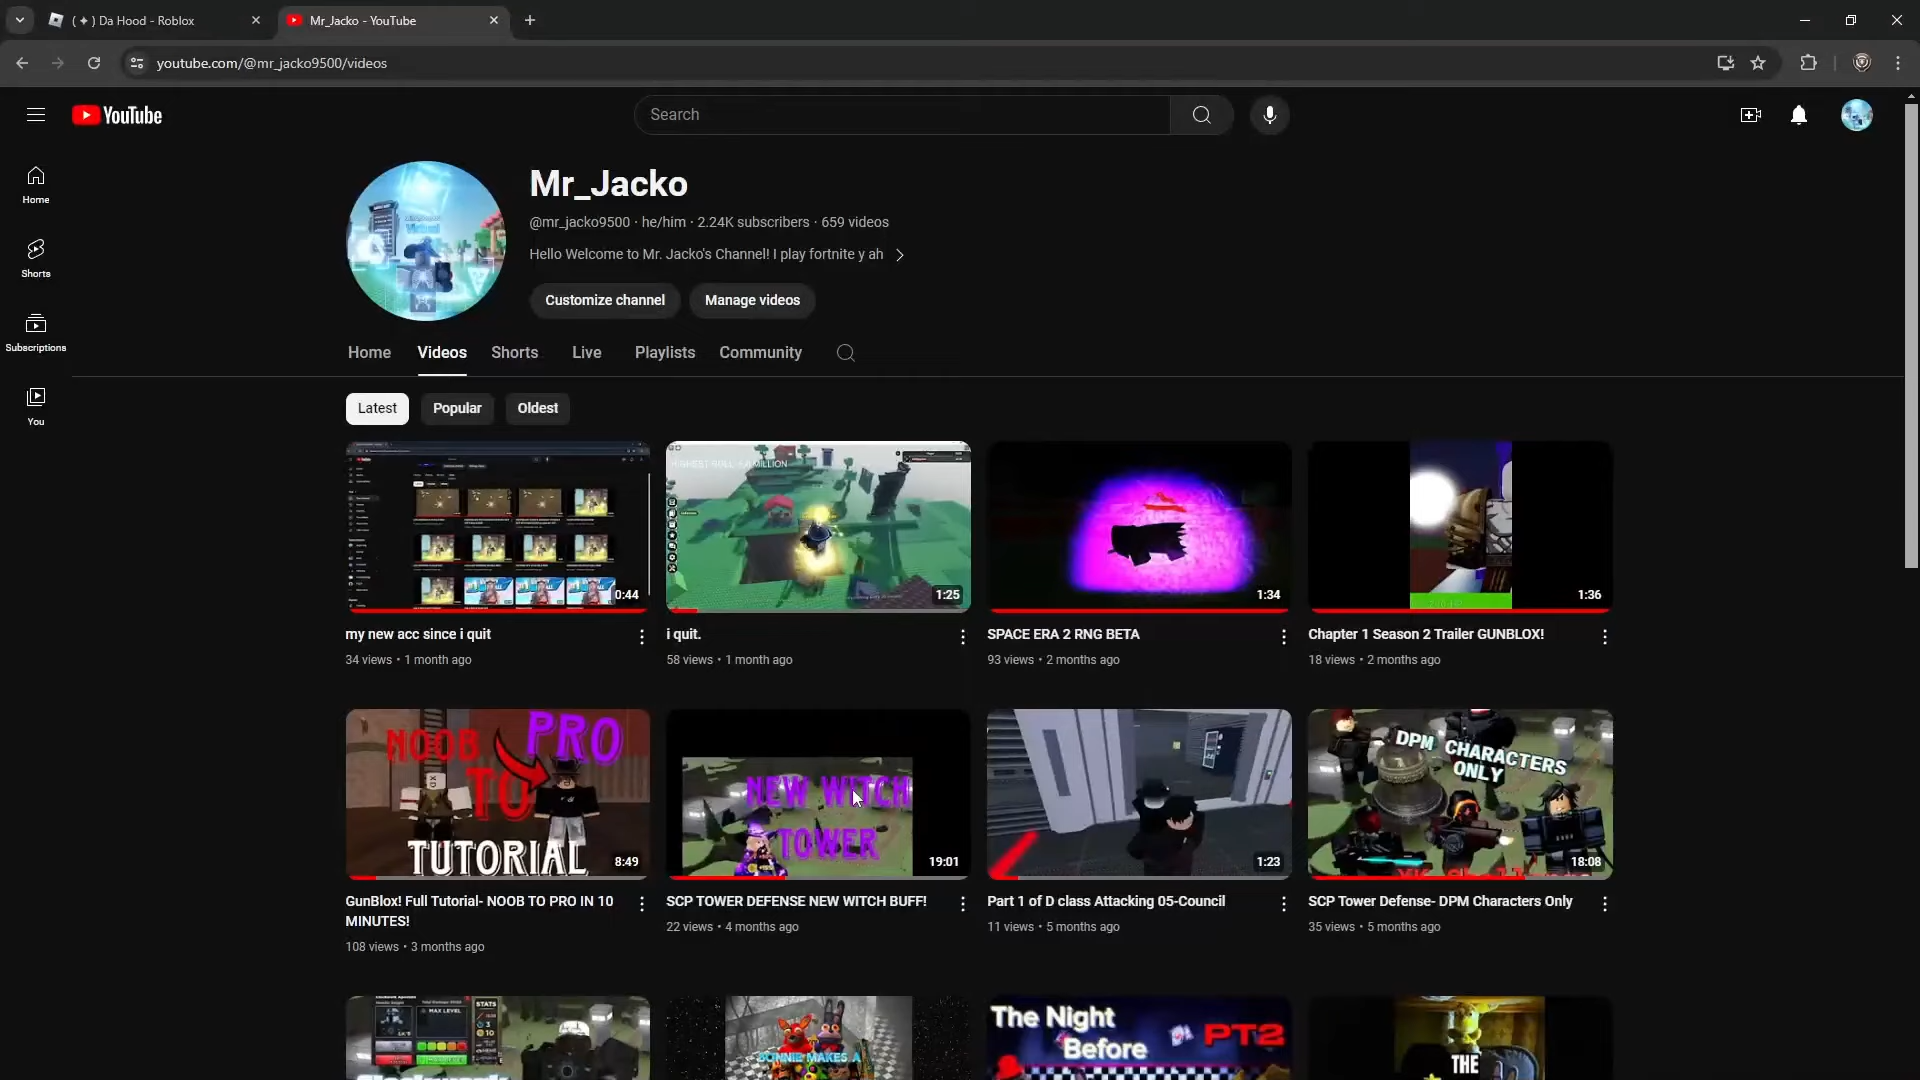 ( ✦ ) Da Hood - Roblox
Mr_Jacko - YouTube
youtube.com/@mr_jacko9500/videos
YouTube
Search
Home
Shorts
Subscriptions
You
Mr_Jacko
@mr_jacko9500 · he/him · 2.24K subscribers · 659 videos
Hello Welcome to Mr. Jacko's Channel! I play fortnite y ah
Customize channel
Manage videos
Home
Videos
Shorts
Live
Playlists
Community
Latest
Popular
Oldest
0:44
1:25
1:34
1:36
my new acc since i quit
34 views • 1 month ago
i quit.
58 views • 1 month ago
SPACE ERA 2 RNG BETA
93 views • 2 months ago
Chapter 1 Season 2 Trailer GUNBLOX!
18 views • 2 months ago
NOOB
TO
PRO
TUTORIAL
8:49
NEW WITCH
TOWER
19:01
1:23
DPM CHARACTERS
ONLY
18:08
GunBlox! Full Tutorial- NOOB TO PRO IN 10
MINUTES!
108 views • 3 months ago
SCP TOWER DEFENSE NEW WITCH BUFF!
22 views • 4 months ago
Part 1 of D class Attacking 05-Council
11 views • 5 months ago
SCP Tower Defense- DPM Characters Only
35 views • 5 months ago
MAX LEVEL
STATS
BONNIE MAKES A
The Night
Before
PT2
THE